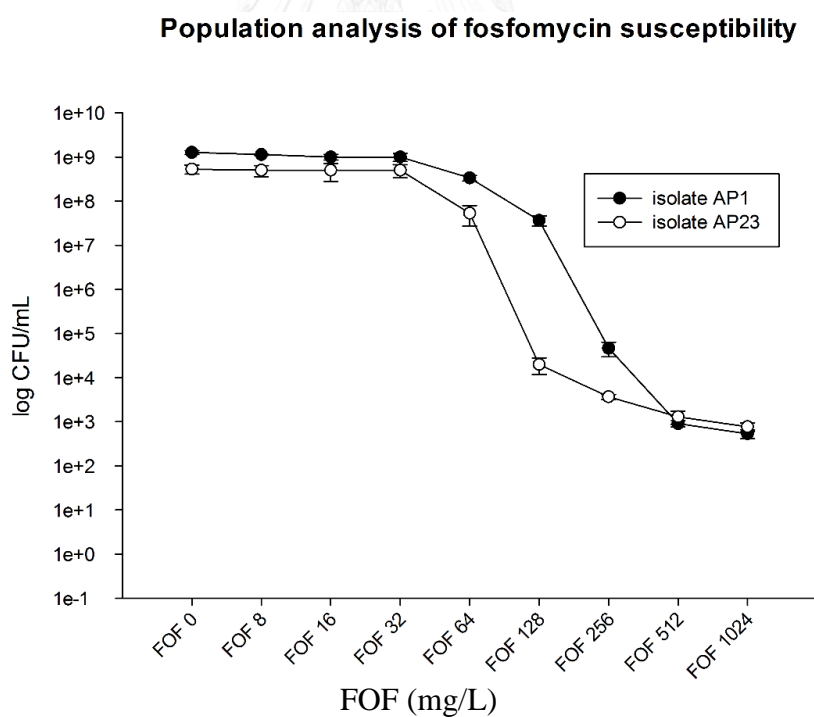 Population analysis of fosfomycin susceptibility
log CFU/mL
1e+10
1e+9
1e+8
1e+7
1e+6
1e+5
1e+4
1e+3
1e+2
1e+1
1e+0
1e-1
isolate AP1
isolate AP23
FOF 0
FOF 8
FOF 16
FOF 32
FOF 64
FOF 128
FOF 256
FOF 512
FOF 1024
FOF (mg/L)